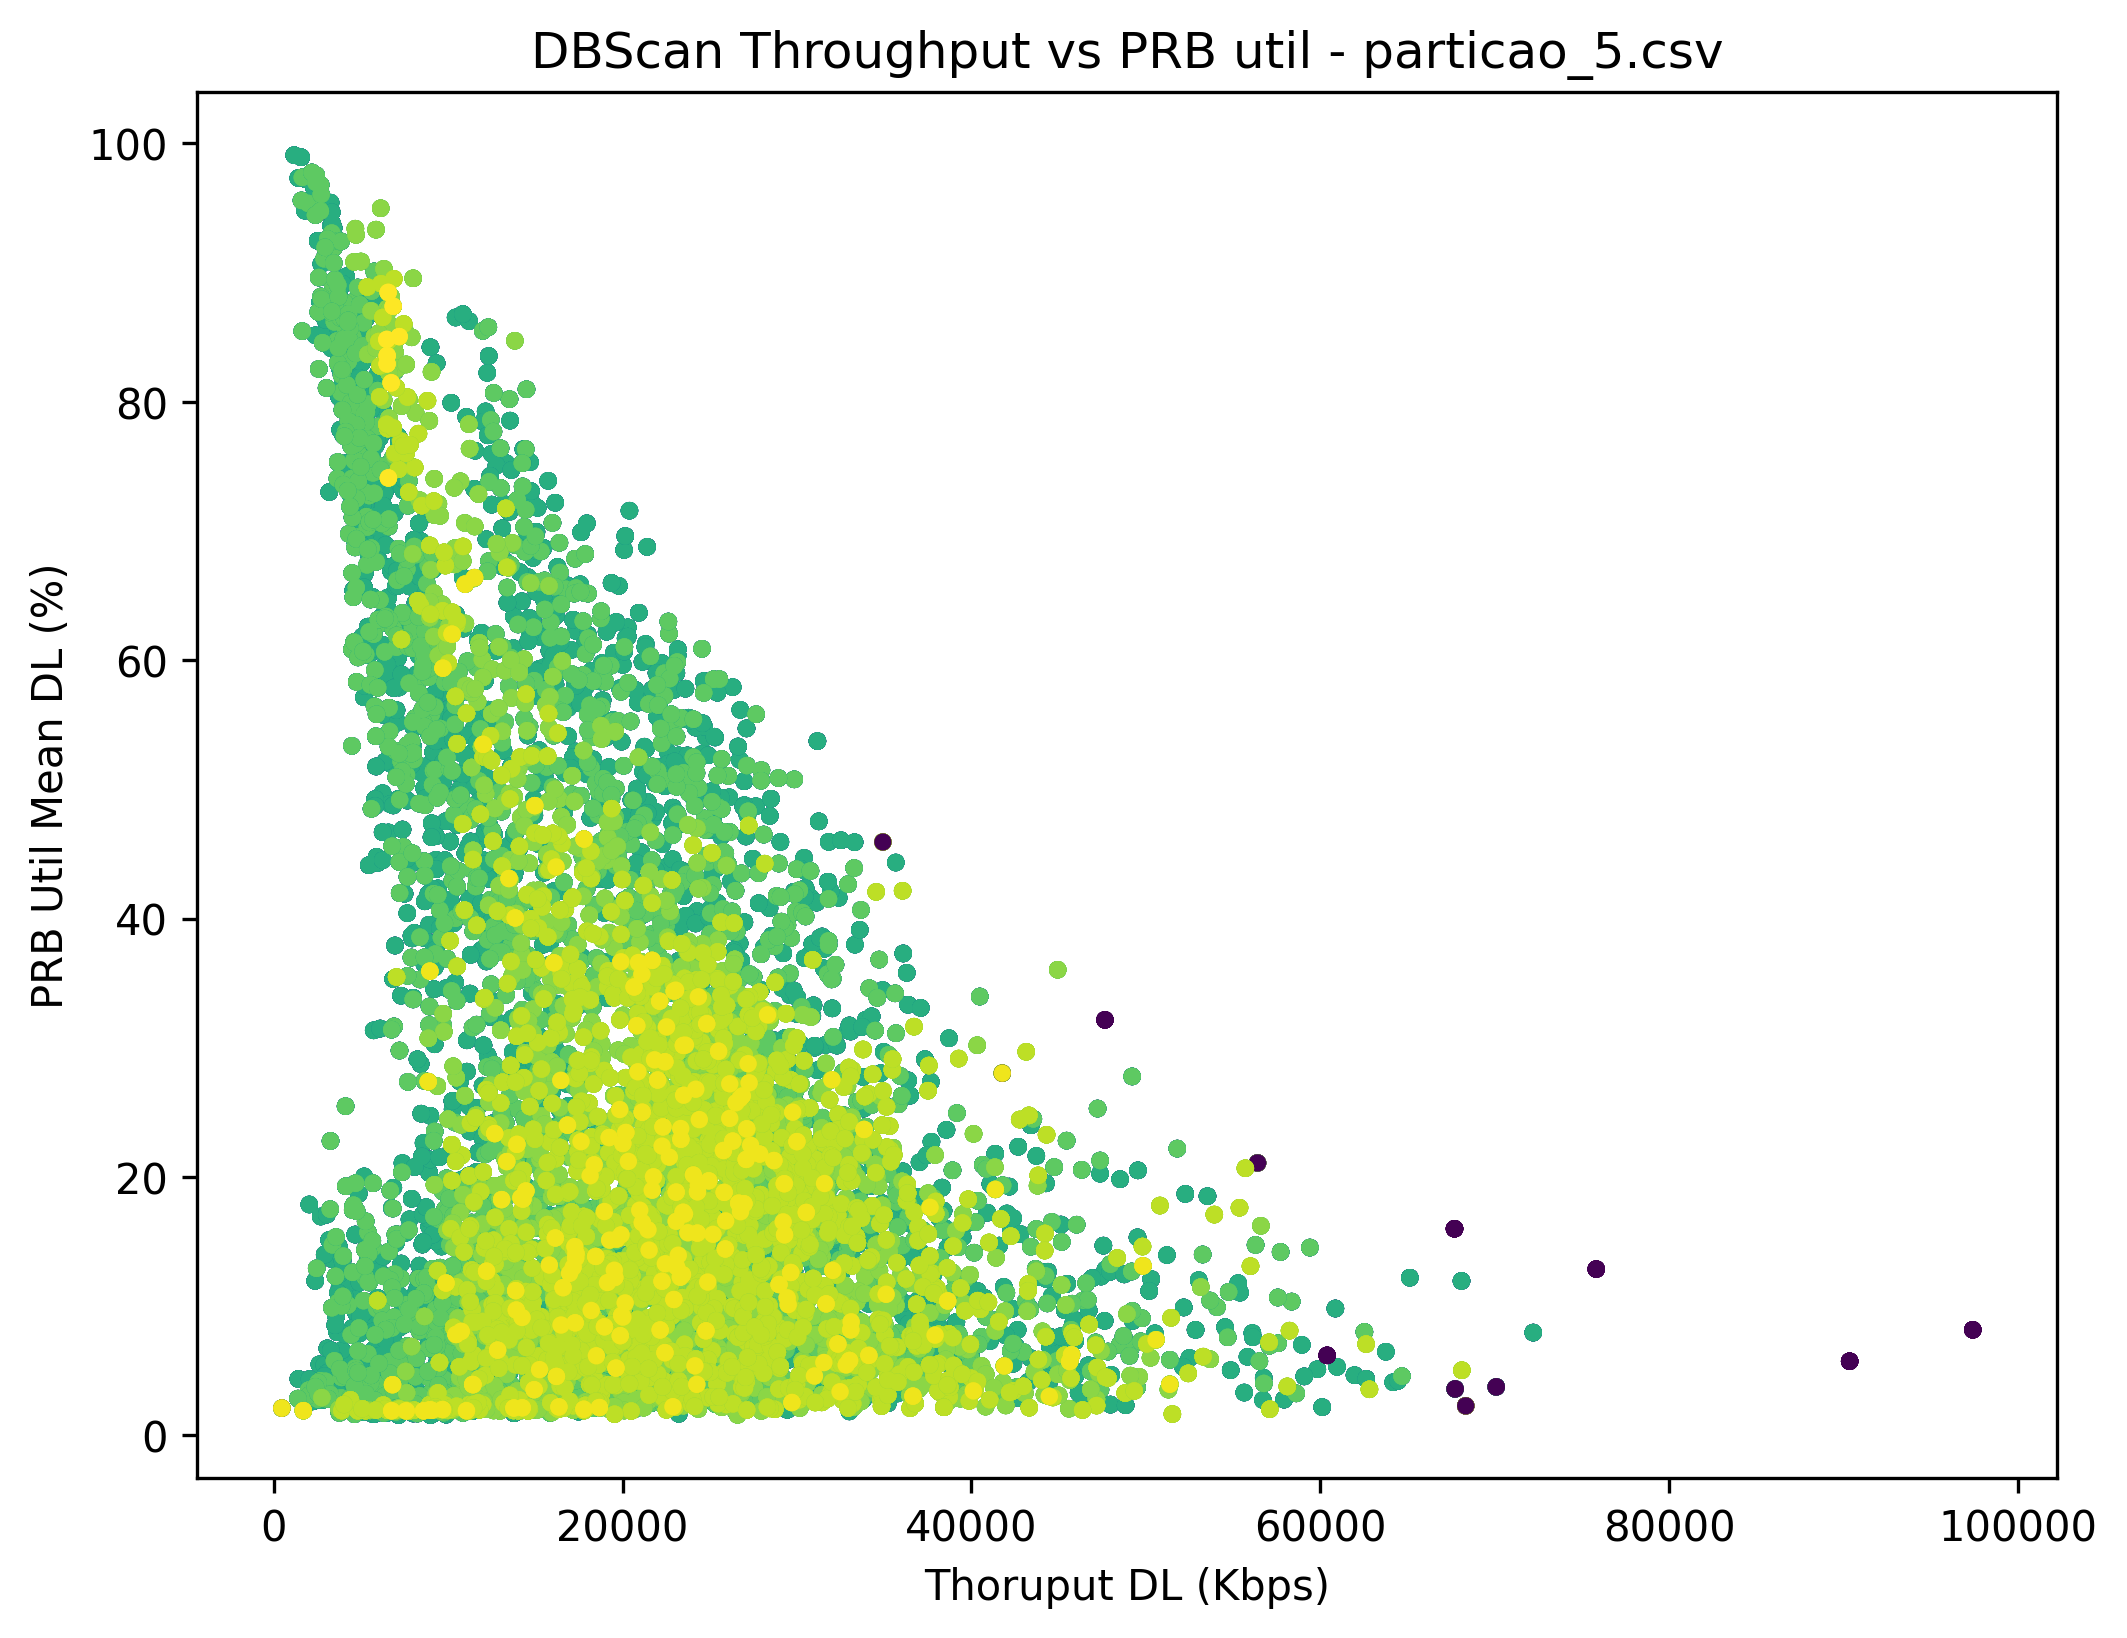 DBScan Throughput vs PRB util - particao_5.csv
PRB Util Mean DL (%)
100
80
60
40
20
0
0 20000 40000 60000 80000 100000
Thoruput DL (Kbps)